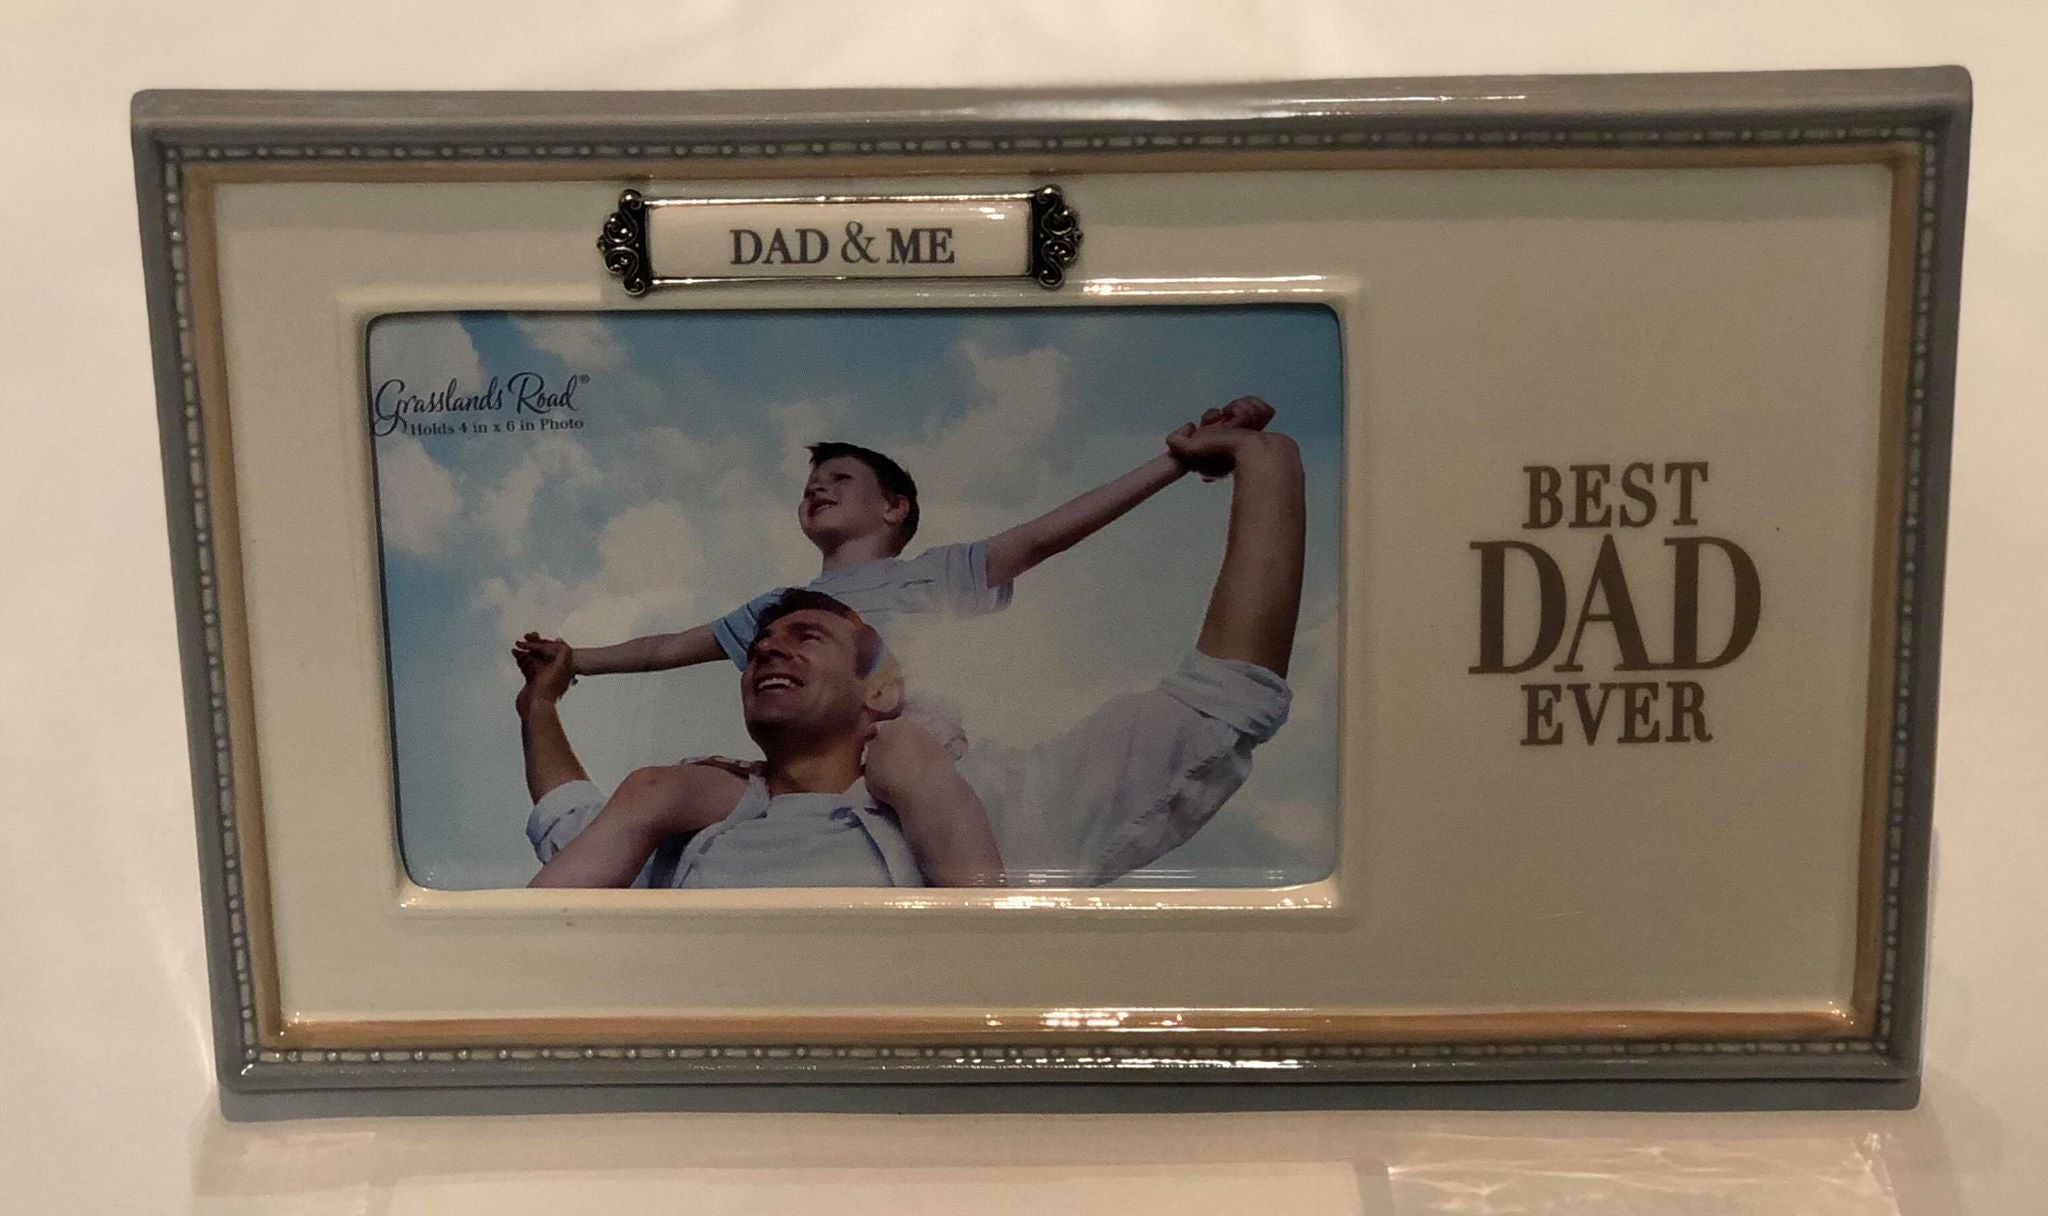 DAD & ME
Grasslands Road®
Holds 4 in x 6 in Photo
BEST
DAD
EVER